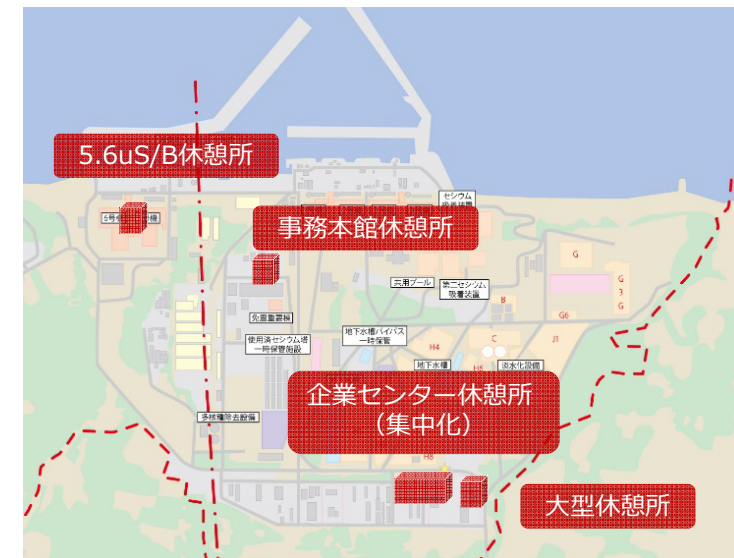 5.6uS/B休憩所
セシウム
事務本館休憩所
共用プール
第二セシウム
吸着装置
G
G
3
G
B
G6
免震重要棟
使用済セシウム塔
一時保管施設
地下水槽バイパス
一時保管
H4
C
J1
地下水槽
淡水化設備
企業センター休憩所
（集中化）
多核種除去設備
H8
大型休憩所